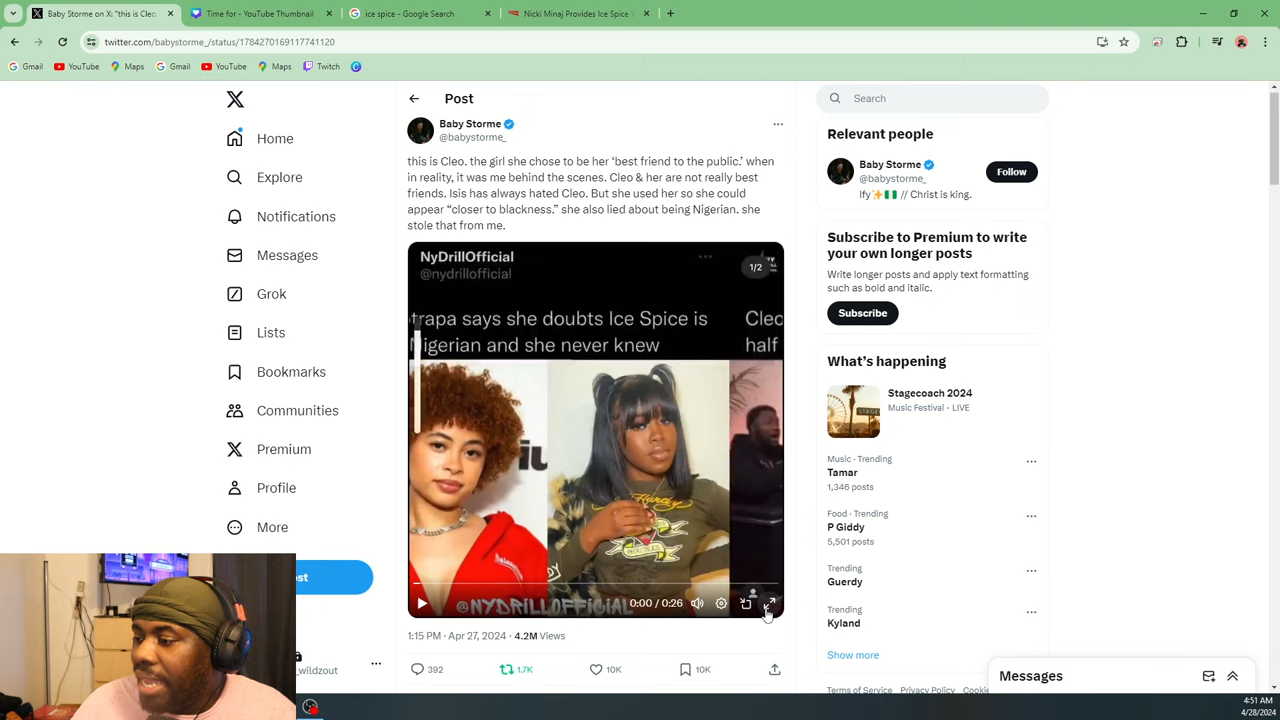 Baby Storme on X: "this is Cleo.
Time for - YouTube Thumbnail
ice spice - Google Search
Nicki Minaj Provides Ice Spice
twitter.com/babystorme_/status/1784270169117741120
Gmail
YouTube
Maps
Gmail
YouTube
Maps
Twitch
Home
Explore
Notifications
Messages
Grok
Lists
Bookmarks
Communities
Premium
Profile
More
ost
_wildzout
Post
Baby Storme
@babystorme_
this is Cleo. the girl she chose to be her ‘best friend to the public.’ when
in reality, it was me behind the scenes. Cleo & her are not really best
friends. Isis has always hated Cleo. But she used her so she could
appear “closer to blackness.” she also lied about being Nigerian. she
stole that from me.
NyDrillOfficial
@nydrillofficial
1/2
trapa says she doubts Ice Spice is
igerian and she never knew
Cleo
half
0:00 / 0:26
@NYDRILLOFFICIAL
1:15 PM · Apr 27, 2024 · 4.2M Views
392
1.7K
10K
10K
Search
Relevant people
Baby Storme
@babystorme_
Follow
Ify✨🇳🇬 // Christ is king.
Subscribe to Premium to write
your own longer posts
Write longer posts and apply text formatting
such as bold and italic.
Subscribe
What’s happening
Stagecoach 2024
Music Festival · LIVE
Music · Trending
Tamar
1,346 posts
Food · Trending
P Giddy
5,501 posts
Trending
Guerdy
Trending
Kyland
Show more
Terms of Service
Privacy Policy
Cookie
Messages
4:51 AM
4/28/2024